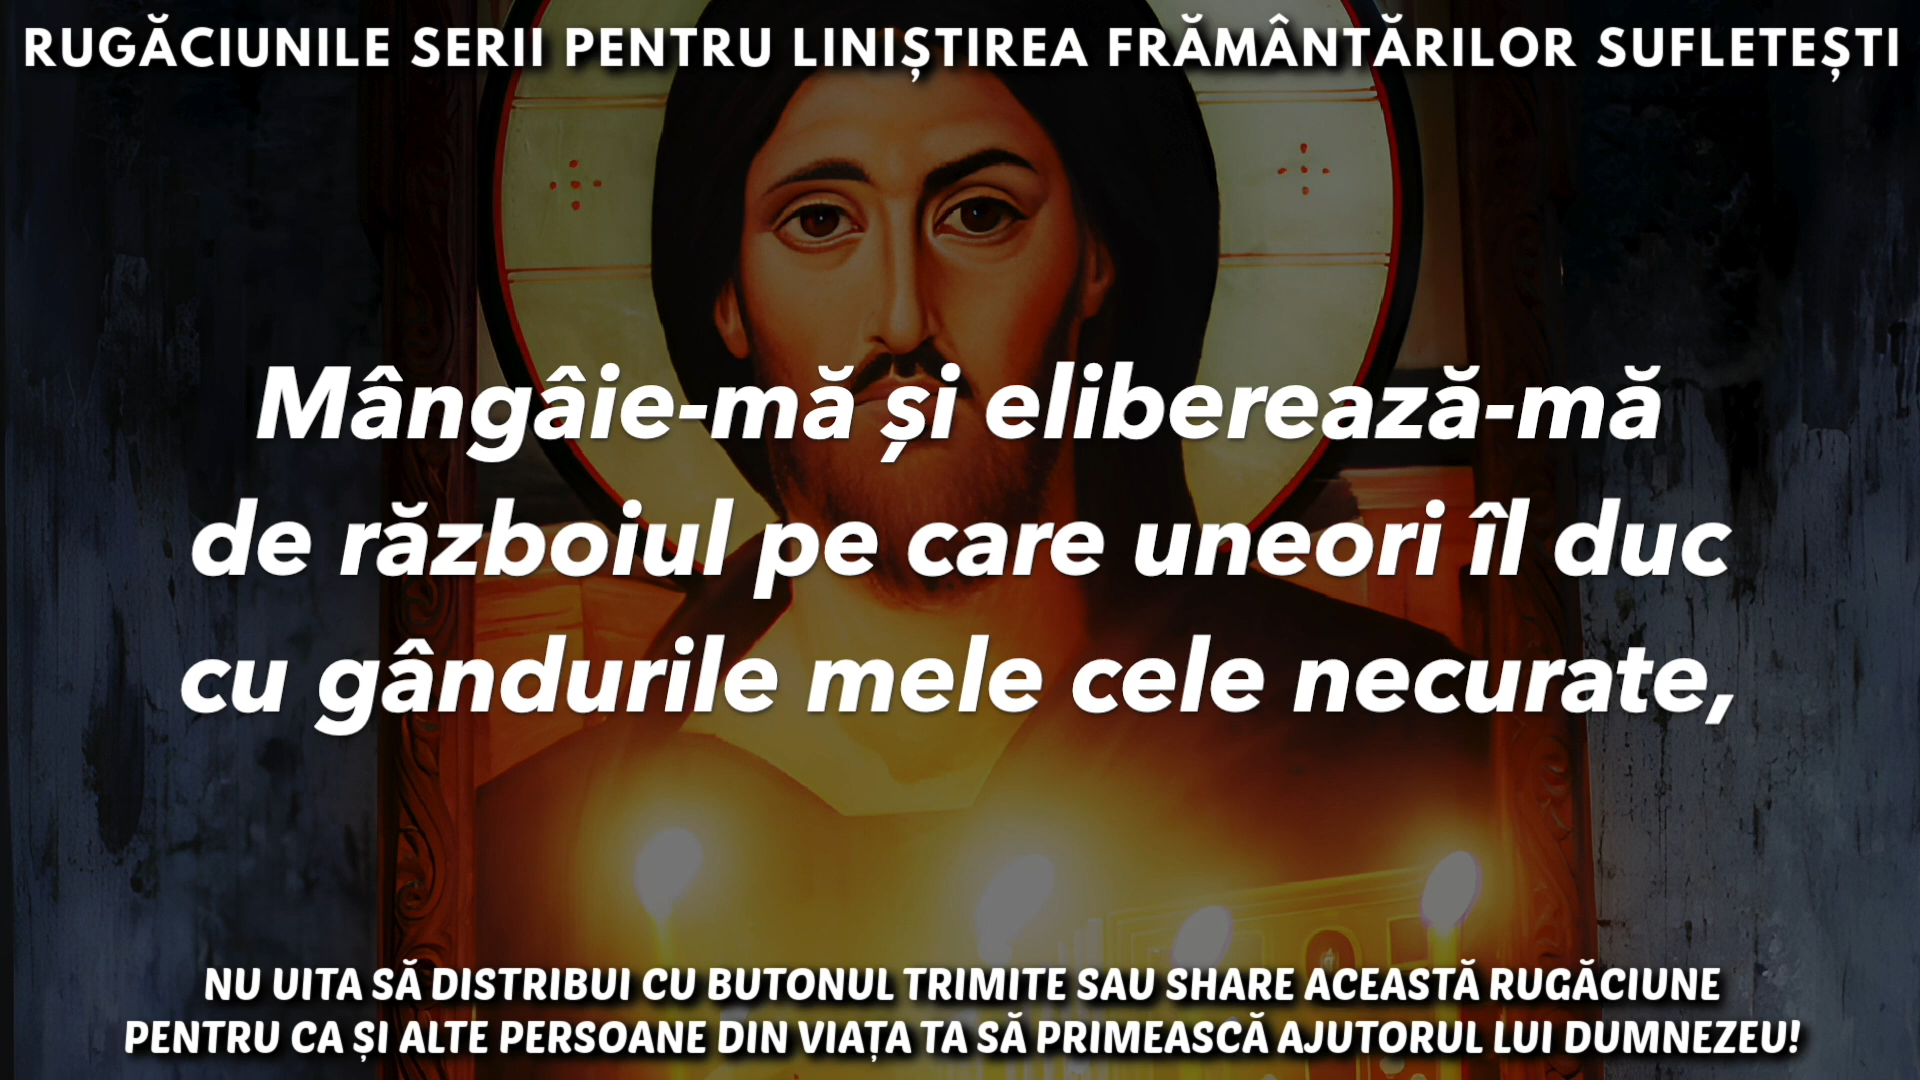 RUGĂCIUNILE SERII PENTRU LINIȘTIREA FRĂMÂNTĂRILOR SUFLETEȘTI
Mângâie-mă și eliberează-mă
de războiul pe care uneori îl duc
cu gândurile mele cele necurate,
NU UITA SĂ DISTRIBUI CU BUTONUL TRIMITE SAU SHARE ACEASTĂ RUGĂCIUNE
PENTRU CA ȘI ALTE PERSOANE DIN VIAȚA TA SĂ PRIMEASCĂ AJUTORUL LUI DUMNEZEU!